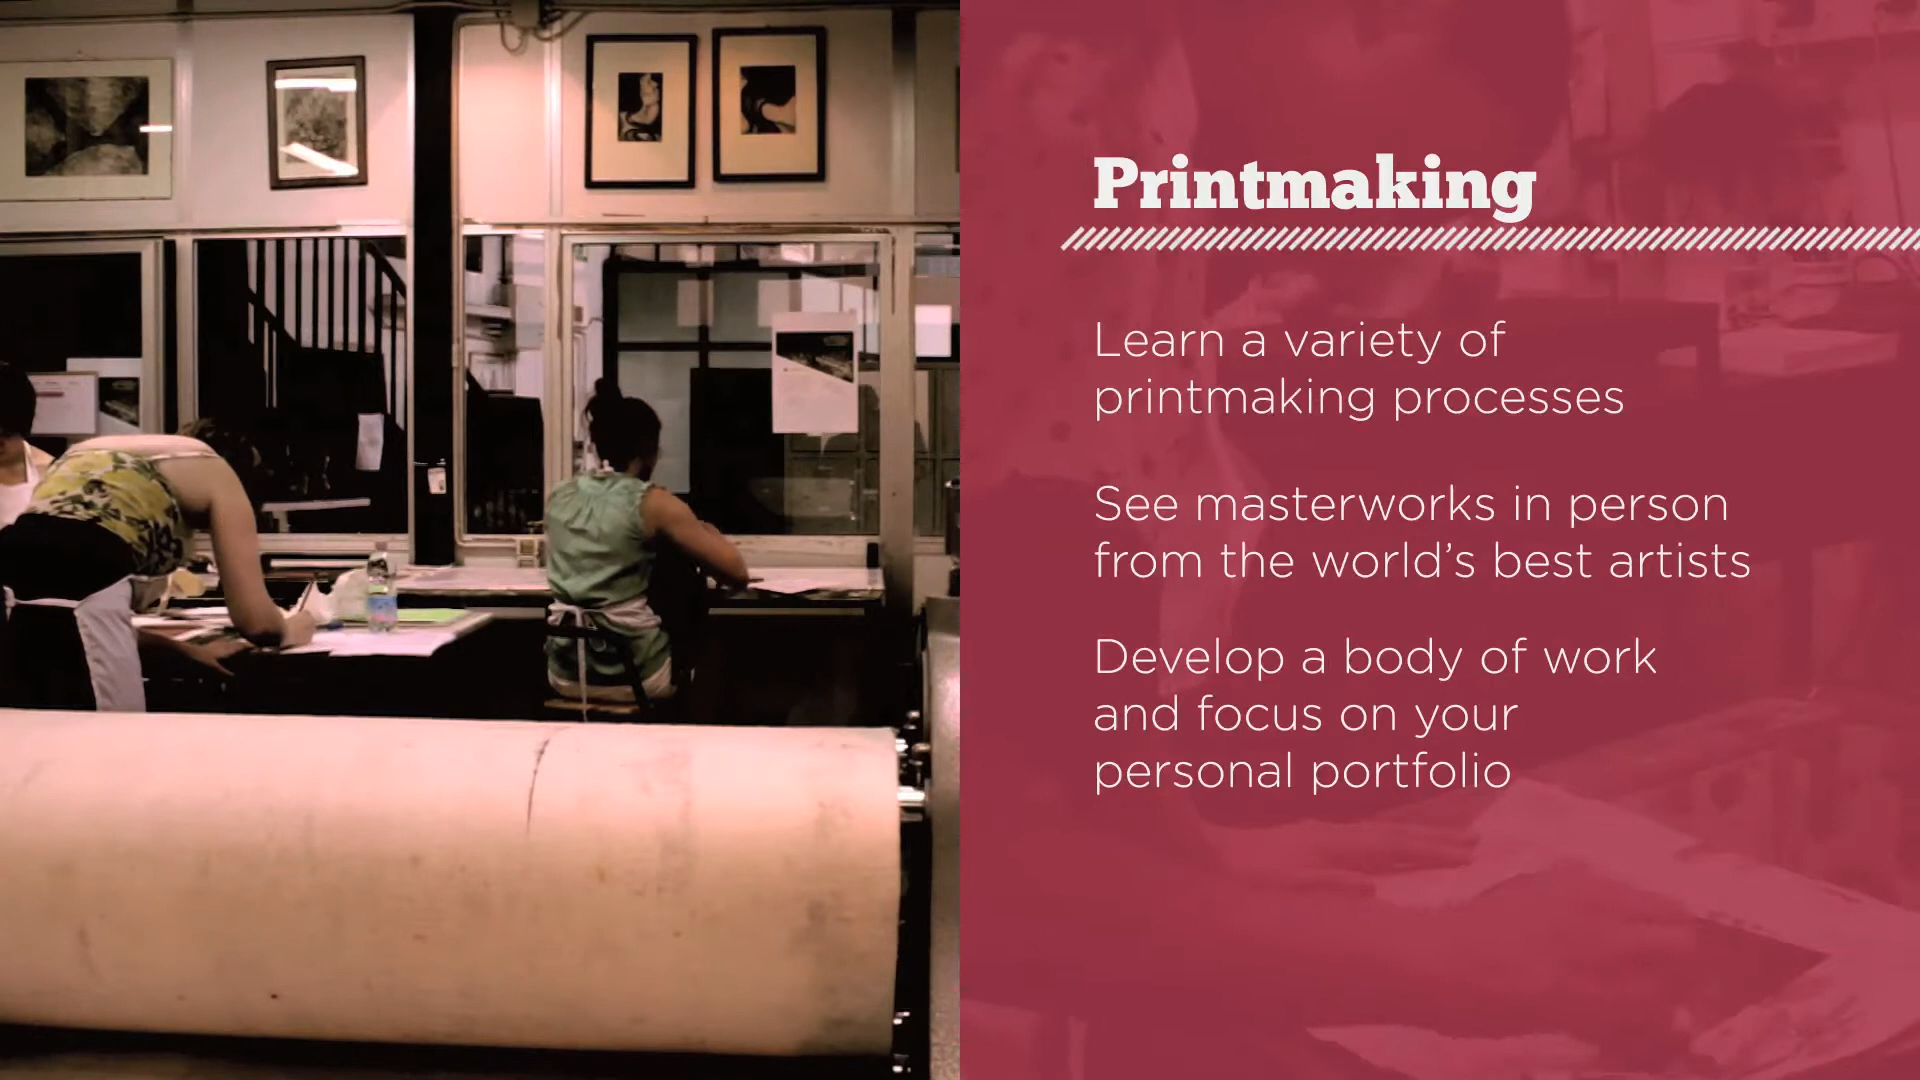 Printmaking
Learn a variety of
printmaking processes
See masterworks in person
from the world’s best artists
Develop a body of work
and focus on your
personal portfolio